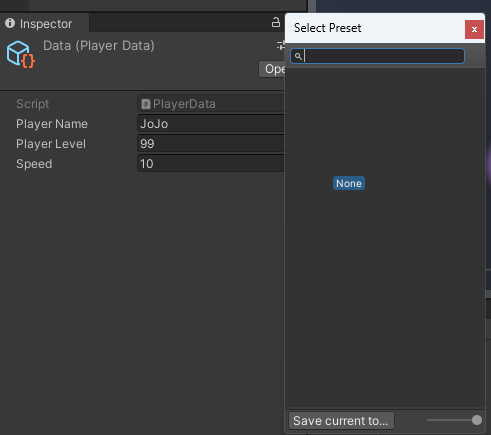 Inspector
Data (Player Data)
Ope
Script
PlayerData
Player Name
JoJo
Player Level
99
Speed
10
Select Preset
x
None
Save current to...